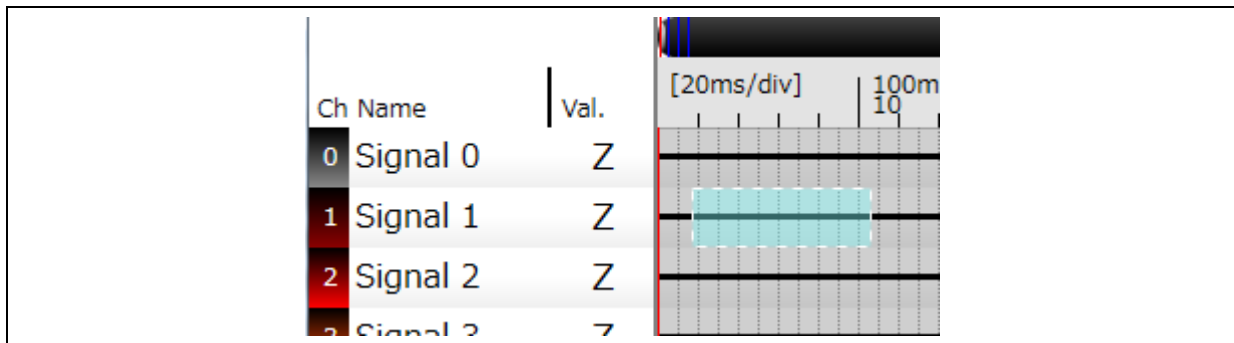 [20ms/div] 100m
10
Ch Name Val.
0 Signal 0 Z
1 Signal 1 Z
2 Signal 2 Z